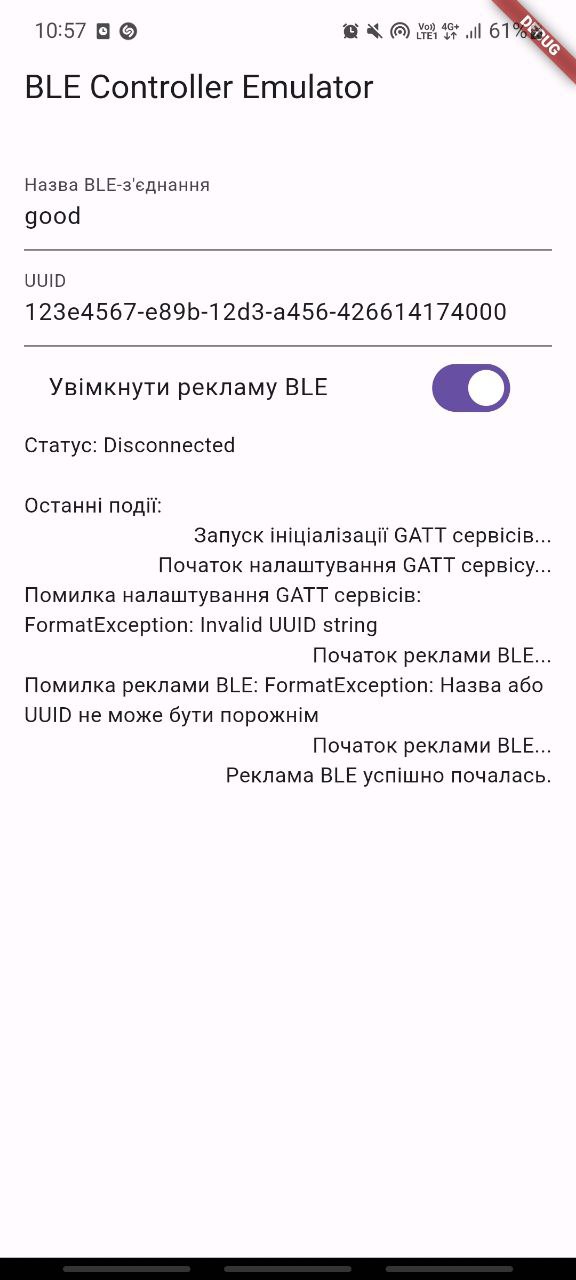 10:57
Vo)) 4G+
LTE1
61%
DEBUG
BLE Controller Emulator
Назва BLE-з'єднання
good
UUID
123e4567-e89b-12d3-a456-426614174000
Увімкнути рекламу BLE
Статус: Disconnected
Останні події:
Запуск ініціалізації GATT сервісів...
Початок налаштування GATT сервісу...
Помилка налаштування GATT сервісів:
FormatException: Invalid UUID string
Початок реклами BLE...
Помилка реклами BLE: FormatException: Назва або
UUID не може бути порожнім
Початок реклами BLE...
Реклама BLE успішно почалась.